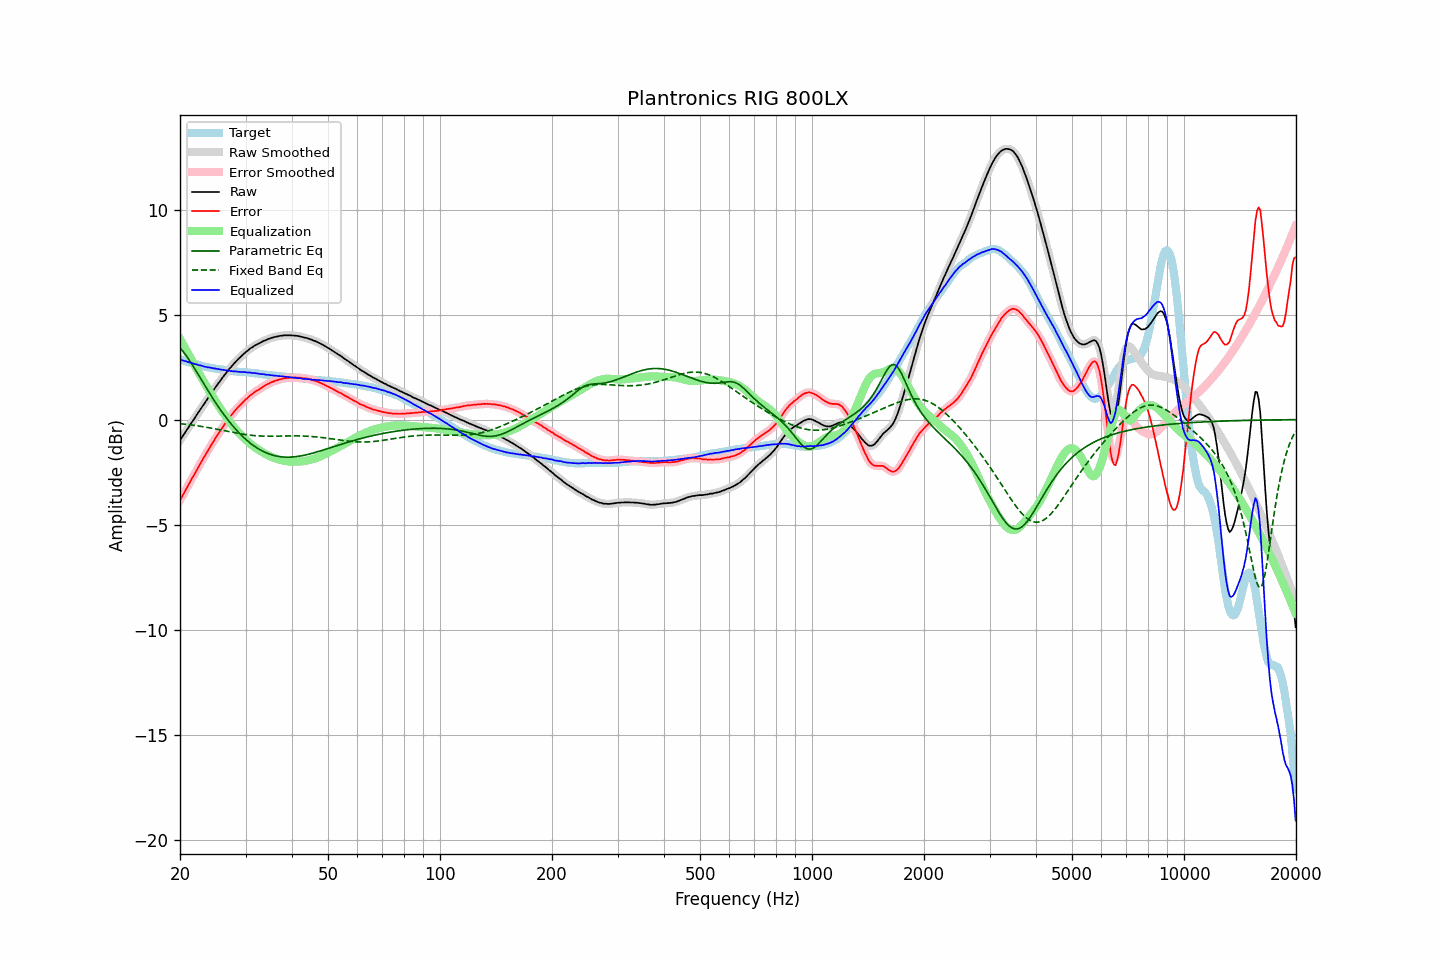 Plantronics RIG 800LX
Target
Raw Smoothed
Error Smoothed
Raw
Error
Equalization
Parametric Eq
Fixed Band Eq
Equalized
Amplitude (dBr)
10
5
0
−5
−10
−15
−20
20 50 100 200 500 1000 2000 5000 10000 20000
Frequency (Hz)